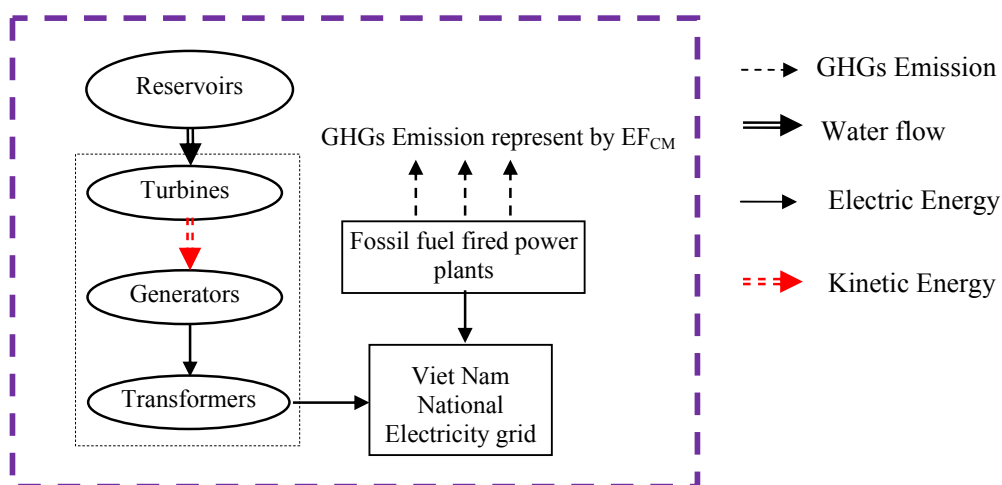 Reservoirs
Turbines
Generators
Transformers
GHGs Emission represent by EFCM
Fossil fuel fired power
plants
Viet Nam
National
Electricity grid
GHGs Emission
Water flow
Electric Energy
Kinetic Energy